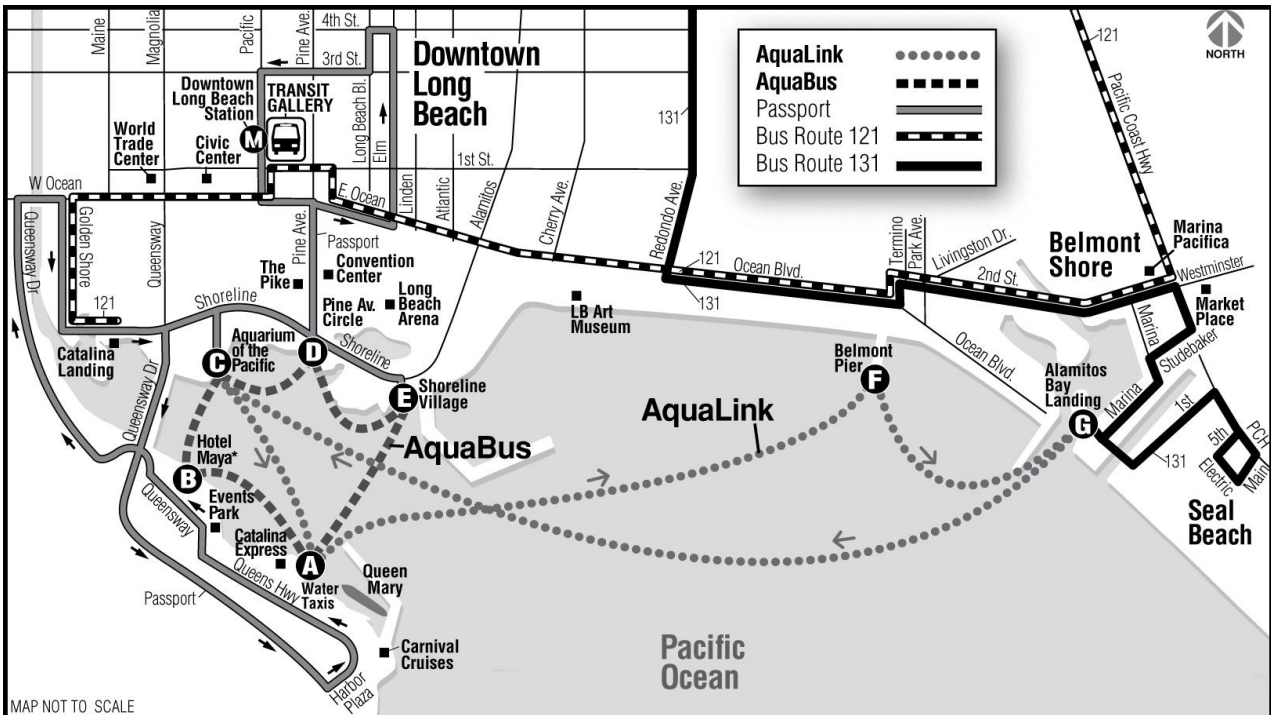 4th St.
3rd St.
Maine
Magnolia
Pacific
Pine Ave.
Downtown
Long
Beach
Downtown
Long Beach
Station
TRANSIT
GALLERY
M
World
Trade
Center
Civic
Center
Long Beach Bl.
Elm
1st St.
W Ocean
E. Ocean
Linden
Atlantic
Alamitos
Cherry Ave.
Redondo Ave.
131
AquaLink
AquaBus
Passport
Bus Route 121
Bus Route 131
121
Pacific Coast Hwy
NORTH
Queensway Dr
Golden Shore
Queensway
Pine Ave.
Passport
Convention
Center
The
Pike
Pine Av.
Circle
Long
Beach
Arena
121
Shoreline
Catalina
Landing
Aquarium
of the
Pacific
C
D
Shoreline
E
Shoreline
Village
LB Art
Museum
121
Ocean Blvd.
131
Termino
Park Ave.
Livingston Dr.
2nd St.
Belmont
Shore
Marina
Pacifica
Westminster
Market
Place
Marina
Studebaker
Ocean Blvd.
Belmont
Pier
F
Alamitos
Bay
Landing
G
Marina
1st
131
5th
Electric
Main
PCH
Seal
Beach
AquaLink
AquaBus
Queensway Dr
Hotel
Maya*
B
Events
Park
Queensway
Catalina
Express
A
Water
Taxis
Queen
Mary
Queens Hwy
Passport
Carnival
Cruises
Harbor
Plaza
Pacific
Ocean
MAP NOT TO SCALE